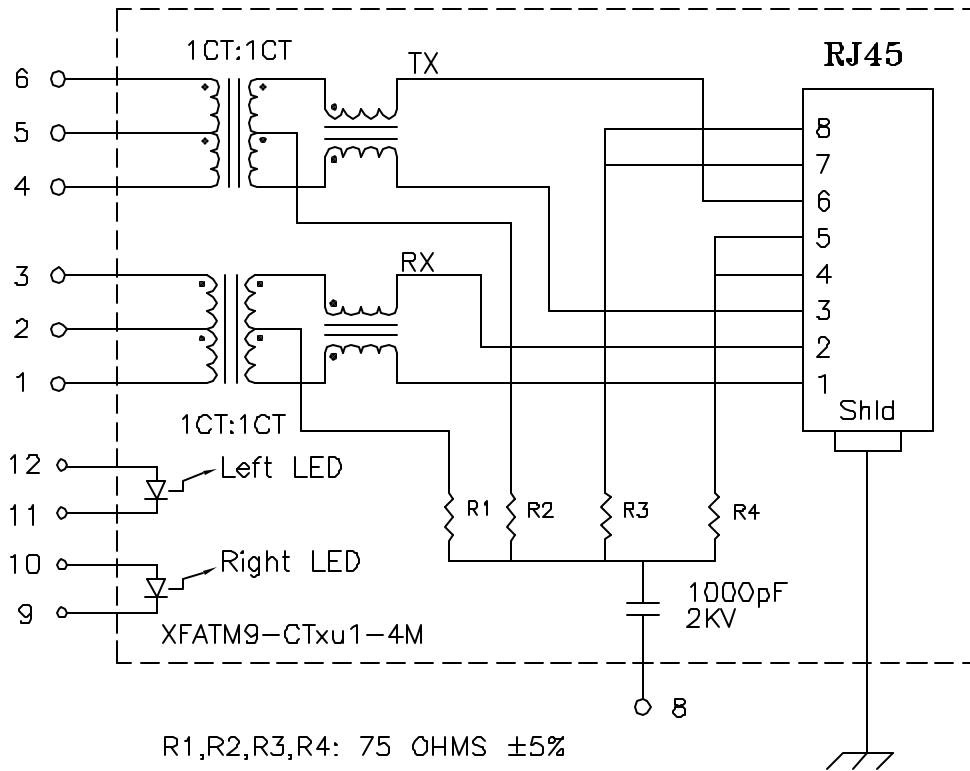 1CT:1CT
TX
RJ45
6
5
4
8
7
6
5
4
3
2
1
RX
3
2
1
1CT:1CT
Shld
12
Left LED
11
R1
R2
R3
R4
10
Right LED
9
1000pF
2KV
XFATM9-CTxu1-4M
8
R1,R2,R3,R4: 75 OHMS ±5%